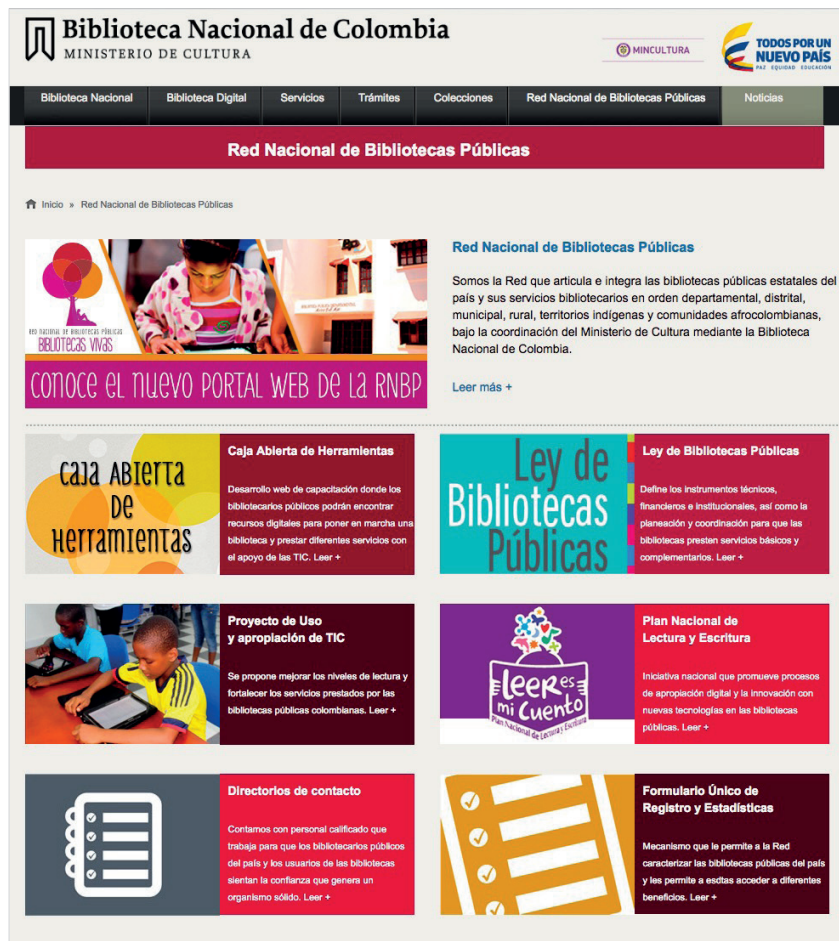 Biblioteca Nacional de Colombia
MINISTERIO DE CULTURA
MINCULTURA
TODOS POR UN
NUEVO PAÍS
PAZ EQUIDAD EDUCACIÓN
Biblioteca Nacional
Biblioteca Digital
Servicios
Trámites
Colecciones
Red Nacional de Bibliotecas Públicas
Noticias
Red Nacional de Bibliotecas Públicas
Inicio » Red Nacional de Bibliotecas Públicas
RED NACIONAL DE BIBLIOTECAS PÚBLICAS
BIBLIOTECAS VIVAS
CONOCE EL NUEVO PORTAL WEB DE LA RNBP
Red Nacional de Bibliotecas Públicas
Somos la Red que articula e integra las bibliotecas públicas estatales del
país y sus servicios bibliotecarios en orden departamental, distrital,
municipal, rural, territorios indígenas y comunidades afrocolombianas,
bajo la coordinación del Ministerio de Cultura mediante la Biblioteca
Nacional de Colombia.
Leer más +
CAJA ABIERTA
DE
HERRAMIENTAS
Caja Abierta de Herramientas
Desarrollo web de capacitación donde los
bibliotecarios públicos podrán encontrar
recursos digitales para poner en marcha una
biblioteca y prestar diferentes servicios con
el apoyo de las TIC. Leer +
Ley de
Bibliotecas
Públicas
Ley de Bibliotecas Públicas
Define los instrumentos técnicos,
financieros e institucionales, así como la
planeación y coordinación para que las
bibliotecas presten servicios básicos y
complementarios. Leer +
Proyecto de Uso
y apropiación de TIC
Se propone mejorar los niveles de lectura y
fortalecer los servicios prestados por las
bibliotecas públicas colombianas. Leer +
Leer es
mi Cuento
Plan Nacional de Lectura y Escritura
Plan Nacional de
Lectura y Escritura
Iniciativa nacional que promueve procesos
de apropiación digital y la innovación con
nuevas tecnologías en las bibliotecas
públicas. Leer +
Directorios de contacto
Contamos con personal calificado que
trabaja para que los bibliotecarios públicos
del país y los usuarios de las bibliotecas
sientan la confianza que genera un
organismo sólido. Leer +
Formulario Único de
Registro y Estadísticas
Mecanismo que le permite a la Red
caracterizar las bibliotecas públicas del país
y les permite a esdtas acceder a diferentes
beneficios. Leer +